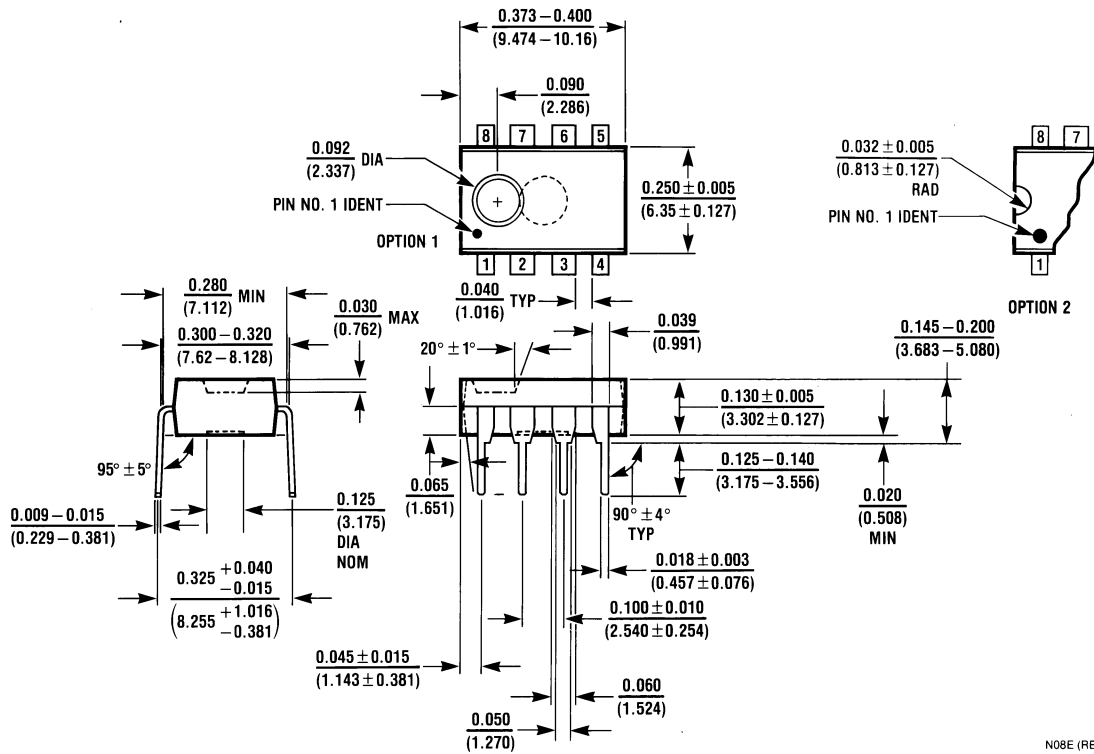 0.373 – 0.400
(9.474 – 10.16)
0.090
(2.286)
8 7 6 5
0.092 DIA
(2.337)
PIN NO. 1 IDENT
OPTION 1
0.250 ± 0.005
(6.35 ± 0.127)
1 2 3 4
8 7
0.032 ± 0.005
(0.813 ± 0.127)
RAD
PIN NO. 1 IDENT
1
OPTION 2
0.280 MIN
(7.112)
0.300 – 0.320
(7.62 – 8.128)
0.030 MAX
(0.762)
0.040 TYP
(1.016)
0.039
(0.991)
20° ± 1°
0.145 – 0.200
(3.683 – 5.080)
0.130 ± 0.005
(3.302 ± 0.127)
0.125 – 0.140
(3.175 – 3.556)
0.020
(0.508)
MIN
95° ± 5°
0.009 – 0.015
(0.229 – 0.381)
0.125
(3.175)
DIA
NOM
0.065
(1.651)
90° ± 4°
TYP
0.018 ± 0.003
(0.457 ± 0.076)
0.325 +0.040
−0.015
(8.255 +1.016
−0.381)
0.100 ± 0.010
(2.540 ± 0.254)
0.045 ± 0.015
(1.143 ± 0.381)
0.060
(1.524)
0.050
(1.270)
N08E (RE